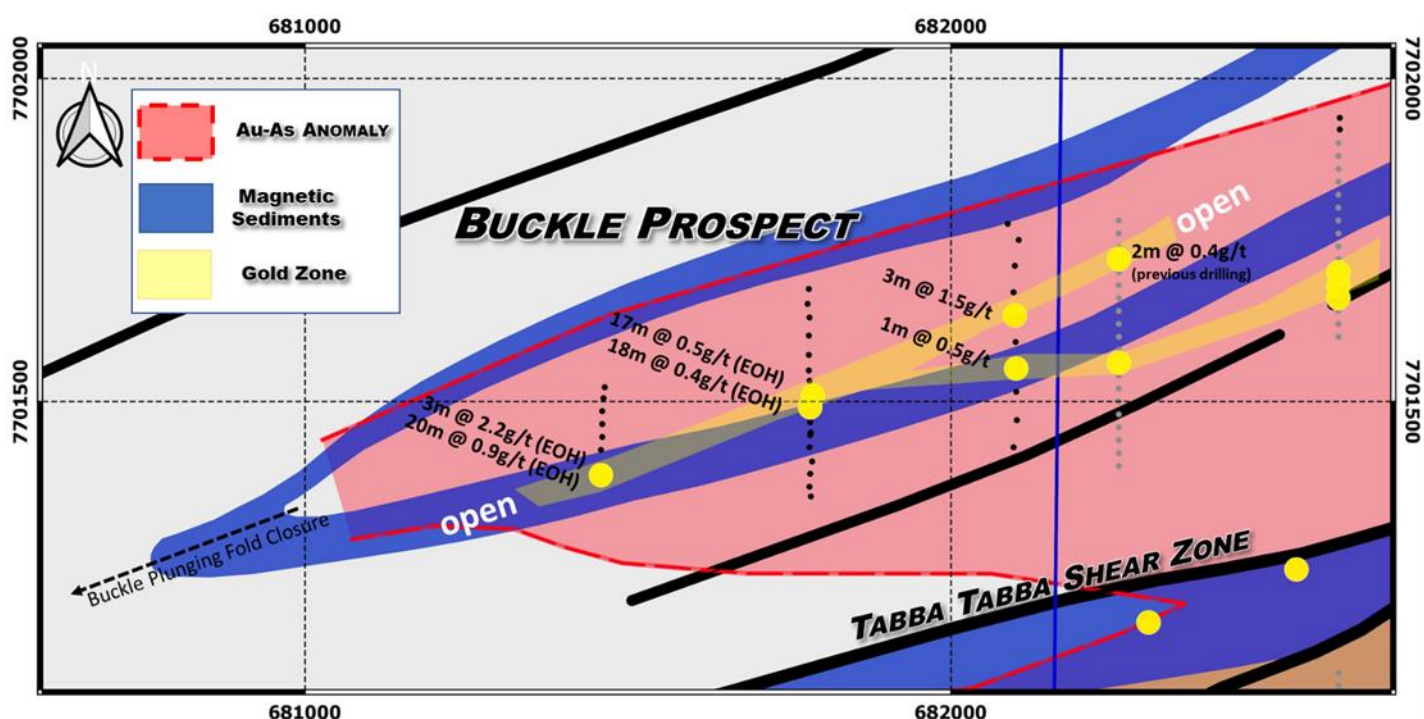 681000
682000
7702000
7702000
N
Au-As ANOMALY
Magnetic
Sediments
Gold Zone
BUCKLE PROSPECT
open
2m @ 0.4g/t
(previous drilling)
3m @ 1.5g/t
1m @ 0.5g/t
17m @ 0.5g/t (EOH)
18m @ 0.4g/t (EOH)
7701500
7701500
3m @ 2.2g/t (EOH)
20m @ 0.9g/t (EOH)
open
Buckle Plunging Fold Closure
TABBA TABBA SHEAR ZONE
681000
682000